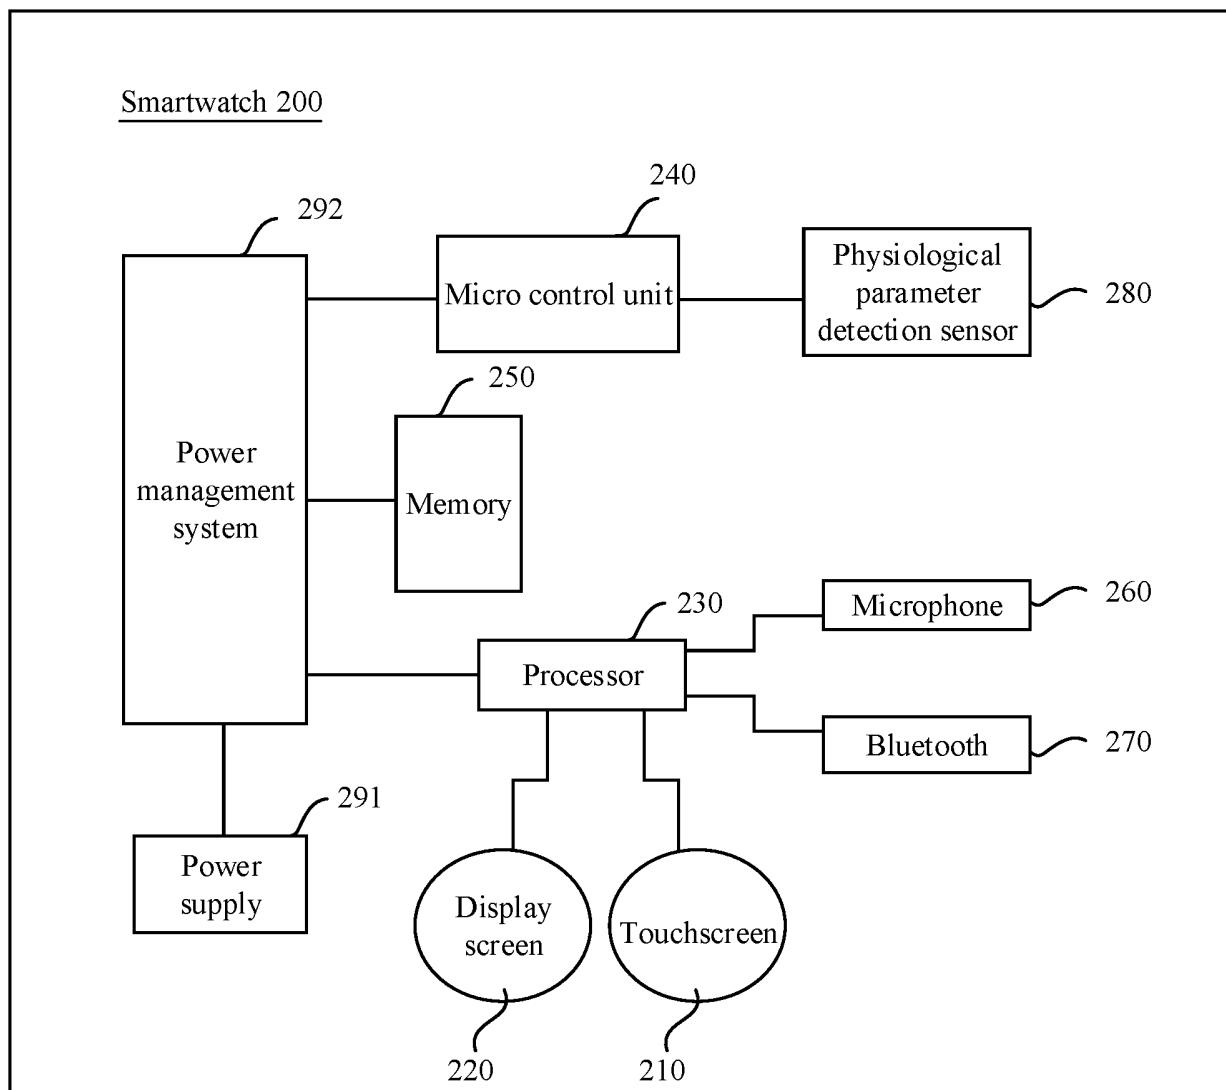 Smartwatch 200
240
292
Physiological
parameter
detection sensor
280
Micro control unit
250
Power
management
system
Memory
230
Microphone
260
Processor
Bluetooth
270
291
Power
supply
Display
screen
Touchscreen
220
210